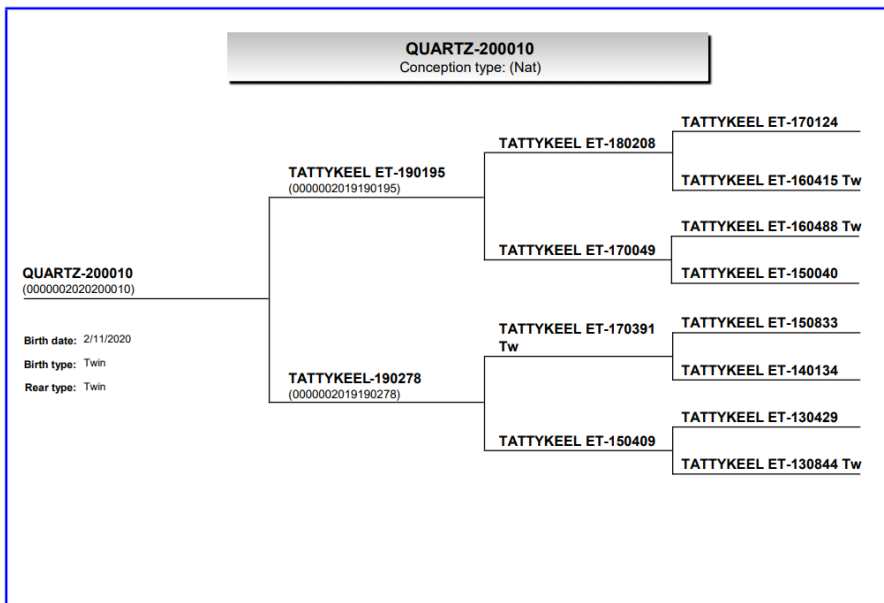 QUARTZ-200010
Conception type: (Nat)
TATTYKEEL ET-170124
TATTYKEEL ET-180208
TATTYKEEL ET-190195
(0000002019190195)
TATTYKEEL ET-160415 Tw
TATTYKEEL ET-160488 Tw
TATTYKEEL ET-170049
TATTYKEEL ET-150040
QUARTZ-200010
(0000002020200010)
Birth date: 2/11/2020
Birth type: Twin
Rear type: Twin
TATTYKEEL ET-150833
TATTYKEEL ET-170391
Tw
TATTYKEEL-190278
(0000002019190278)
TATTYKEEL ET-140134
TATTYKEEL ET-130429
TATTYKEEL ET-150409
TATTYKEEL ET-130844 Tw